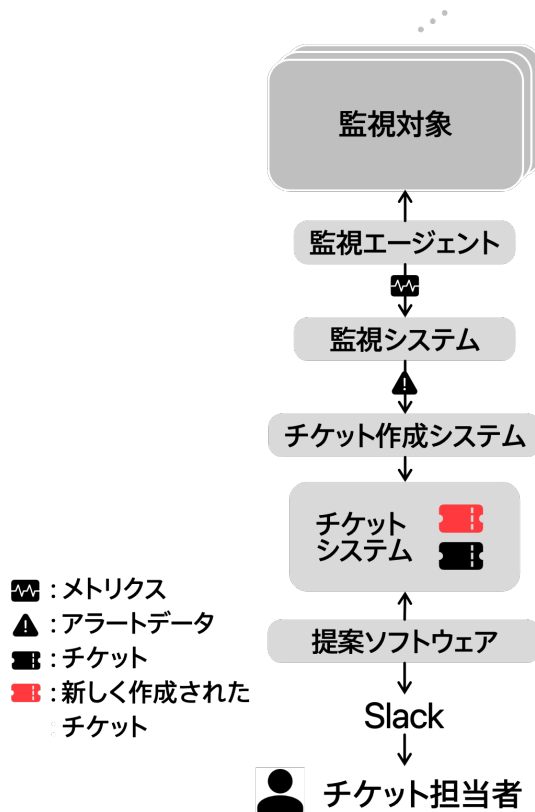 監視対象
監視エージェント
監視システム
チケット作成システム
チケット
システム
提案ソフトウェア
Slack
チケット担当者
:メトリクス
:アラートデータ
:チケット
:新しく作成された
チケット